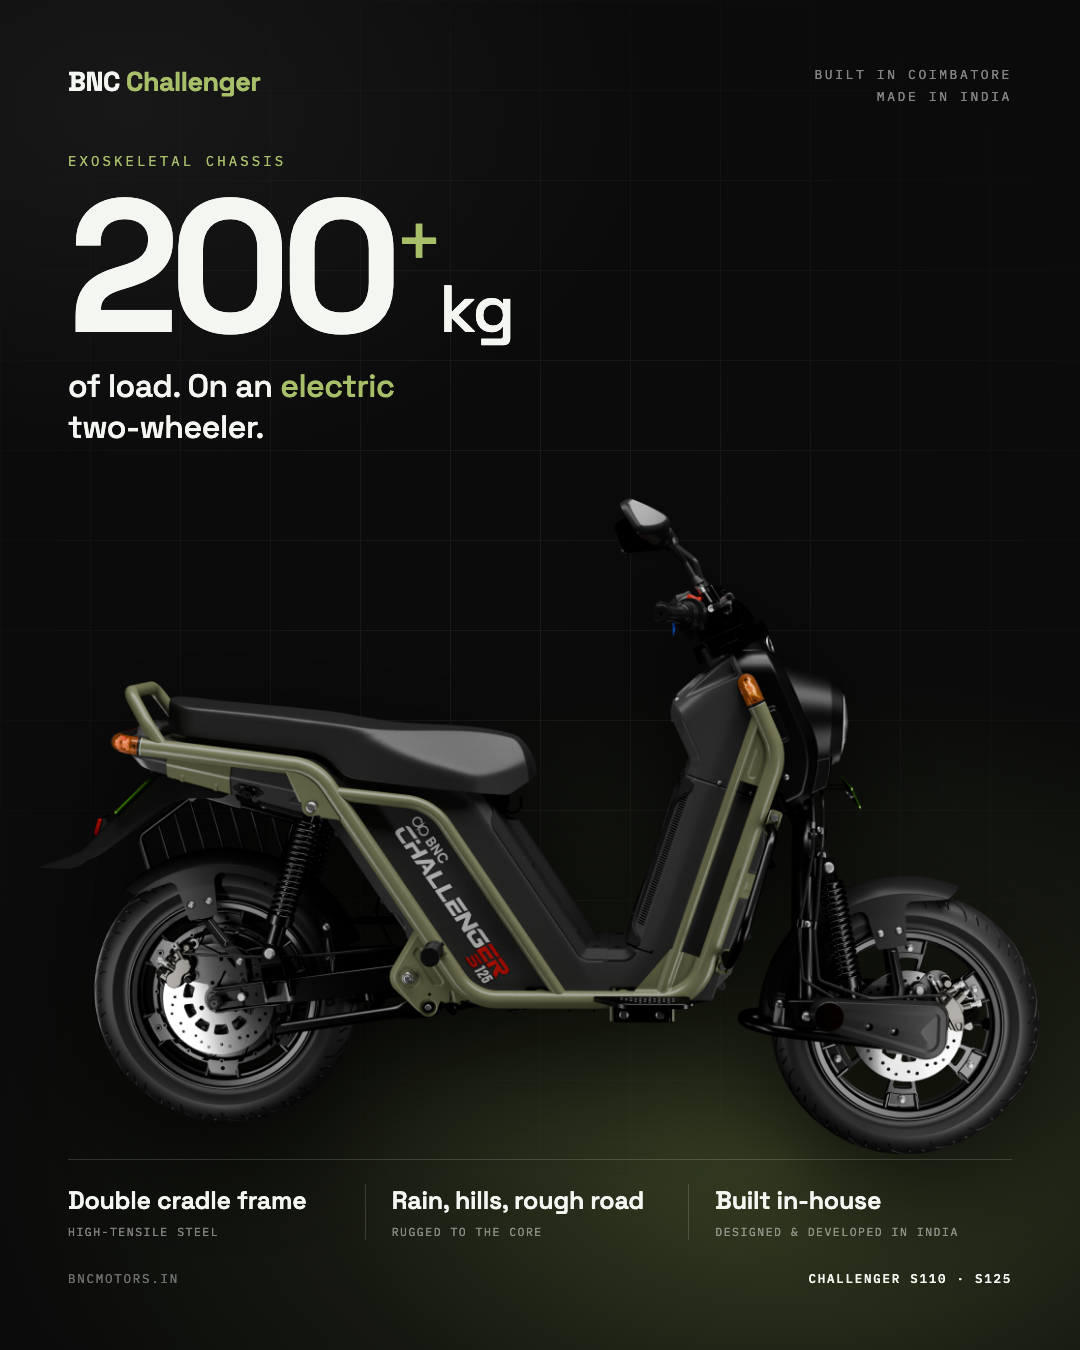 BNC Challenger
BUILT IN COIMBATORE
MADE IN INDIA
EXOSKELETAL CHASSIS
200+ kg
of load. On an electric
two-wheeler.
BNC
CHALLENGER
S125
Double cradle frame
HIGH-TENSILE STEEL
Rain, hills, rough road
RUGGED TO THE CORE
Built in-house
DESIGNED & DEVELOPED IN INDIA
BNCMOTORS.IN
CHALLENGER S110 · S125